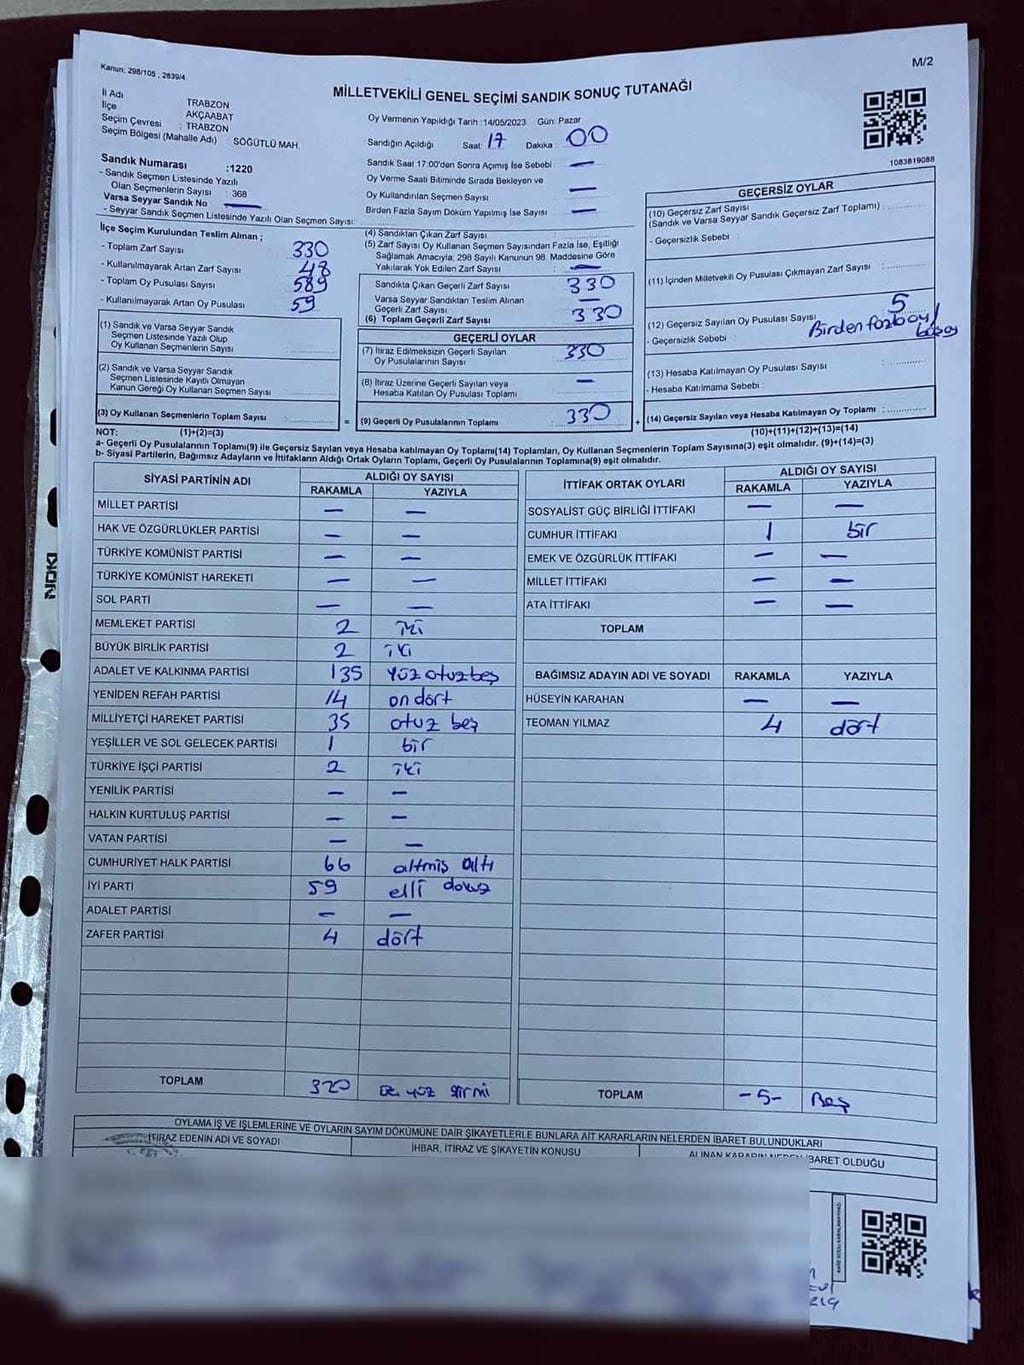 Kanun: 298/105 , 2839/4
M/2
MİLLETVEKİLİ GENEL SEÇİMİ SANDIK SONUÇ TUTANAĞI
İl Adı TRABZON
İlçe AKÇAABAT
Seçim Çevresi : TRABZON
Seçim Bölgesi (Mahalle Adı) : SÖĞÜTLÜ MAH.
Oy Vermenin Yapıldığı Tarih :14/05/2023 Gün: Pazar
Sandığın Açıldığı Saat: 17 Dakika : 00
Sandık Saat 17:00'den Sonra Açımış İse Sebebi —
Oy Verme Saati Bitiminde Sırada Bekleyen ve
Oy Kullandırılan Seçmen Sayısı —
Birden Fazla Sayım Döküm Yapılmış İse Sayısı —
1083819088
Sandık Numarası :1220
- Sandık Seçmen Listesinde Yazılı
Olan Seçmenlerin Sayısı : 368
Varsa Seyyar Sandık No —
- Seyyar Sandık Seçmen Listesinde Yazılı Olan Seçmen Sayısı:
İlçe Seçim Kurulundan Teslim Alınan ;
- Toplam Zarf Sayısı 330
- Kullanılmayarak Artan Zarf Sayısı 43
- Toplam Oy Pusulası Sayısı 589
- Kullanılmayarak Artan Oy Pusulası 59
(1) Sandık ve Varsa Seyyar Sandık
Seçmen Listesinde Yazılı Olup
Oy Kullanan Seçmenlerin Sayısı
(2) Sandık ve Varsa Seyyar Sandık
Seçmen Listesinde Kayıtlı Olmayan
Kanun Gereği Oy Kullanan Seçmen Sayısı :
(3) Oy Kullanan Seçmenlerin Toplam Sayısı : =
(4) Sandıktan Çıkan Zarf Sayısı :
(5) Zarf Sayısı Oy Kullanan Seçmen Sayısından Fazla İse, Eşitliği
Sağlamak Amacıyla, 298 Sayılı Kanunun 98. Maddesine Göre
Yakılarak Yok Edilen Zarf Sayısı : —
Sandıkta Çıkan Geçerli Zarf Sayısı 330
Varsa Seyyar Sandıktan Teslim Alınan
Geçerli Zarf Sayısı —
(6) Toplam Geçerli Zarf Sayısı 330
GEÇERLİ OYLAR
(7) İtiraz Edilmeksizin Geçerli Sayılan
Oy Pusulalarının Sayısı 330
(8) İtiraz Üzerine Geçerli Sayılan veya
Hesaba Katılan Oy Pusulası Toplamı —
(9) Geçerli Oy Pusulalarının Toplamı 330 +
GEÇERSİZ OYLAR
(10) Geçersiz Zarf Sayısı
(Sandık ve Varsa Seyyar Sandık Geçersiz Zarf Toplamı) :
- Geçersizlik Sebebi :
(11) İçinden Milletvekili Oy Pusulası Çıkmayan Zarf Sayısı :
(12) Geçersiz Sayılan Oy Pusulası Sayısı 5
- Geçersizlik Sebebi : Birden fazla oy/
(13) Hesaba Katılmayan Oy Pusulası Sayısı :
- Hesaba Katılmama Sebebi :
(14) Geçersiz Sayılan veya Hesaba Katılmayan Oy Toplamı :
NOT: (1)+(2)=(3)
(10)+(11)+(12)+(13)=(14)
a- Geçerli Oy Pusulalarının Toplamı(9) ile Geçersiz Sayılan veya Hesaba katılmayan Oy Toplamı(14) Toplamları, Oy Kullanan Seçmenlerin Toplam Sayısına(3) eşit olmalıdır. (9)+(14)=(3)
b- Siyasi Partilerin, Bağımsız Adayların ve İttifakların Aldığı Ortak Oyların Toplamı, Geçerli Oy Pusulalarının Toplamına(9) eşit olmalıdır.
SİYASİ PARTİNİN ADI ALDIĞI OY SAYISI
RAKAMLA YAZIYLA
MİLLET PARTİSİ — —
HAK VE ÖZGÜRLÜKLER PARTİSİ — —
TÜRKİYE KOMÜNİST PARTİSİ — —
TÜRKİYE KOMÜNİST HAREKETİ — —
SOL PARTİ — —
MEMLEKET PARTİSİ 2 iki
BÜYÜK BİRLİK PARTİSİ 2 iki
ADALET VE KALKINMA PARTİSİ 135 Yüz otuz beş
YENİDEN REFAH PARTİSİ 14 on dört
MİLLİYETÇİ HAREKET PARTİSİ 35 otuz beş
YEŞİLLER VE SOL GELECEK PARTİSİ 1 bir
TÜRKİYE İŞÇİ PARTİSİ 2 iki
YENİLİK PARTİSİ — —
HALKIN KURTULUŞ PARTİSİ — —
VATAN PARTİSİ — —
CUMHURİYET HALK PARTİSİ 66 altmış altı
İYİ PARTİ 59 elli dokuz
ADALET PARTİSİ — —
ZAFER PARTİSİ 4 dört
TOPLAM 320 üç yüz yirmi
İTTİFAK ORTAK OYLARI ALDIĞI OY SAYISI
RAKAMLA YAZIYLA
SOSYALİST GÜÇ BİRLİĞİ İTTİFAKI — —
CUMHUR İTTİFAKI 1 bir
EMEK VE ÖZGÜRLÜK İTTİFAKI — —
MİLLET İTTİFAKI — —
ATA İTTİFAKI — —
TOPLAM
BAĞIMSIZ ADAYIN ADI VE SOYADI RAKAMLA YAZIYLA
HÜSEYİN KARAHAN — —
TEOMAN YILMAZ 4 dört
TOPLAM -5- Beş
OYLAMA İŞ VE İŞLEMLERİNE VE OYLARIN SAYIM DÖKÜMÜNE DAİR ŞİKAYETLERLE BUNLARA AİT KARARLARIN NELERDEN İBARET BULUNDUKLARI
İTİRAZ EDENİN ADI VE SOYADI İHBAR, İTİRAZ VE ŞİKAYETİN KONUSU ALINAN KARARIN NEDEN İBARET OLDUĞU
NOKI